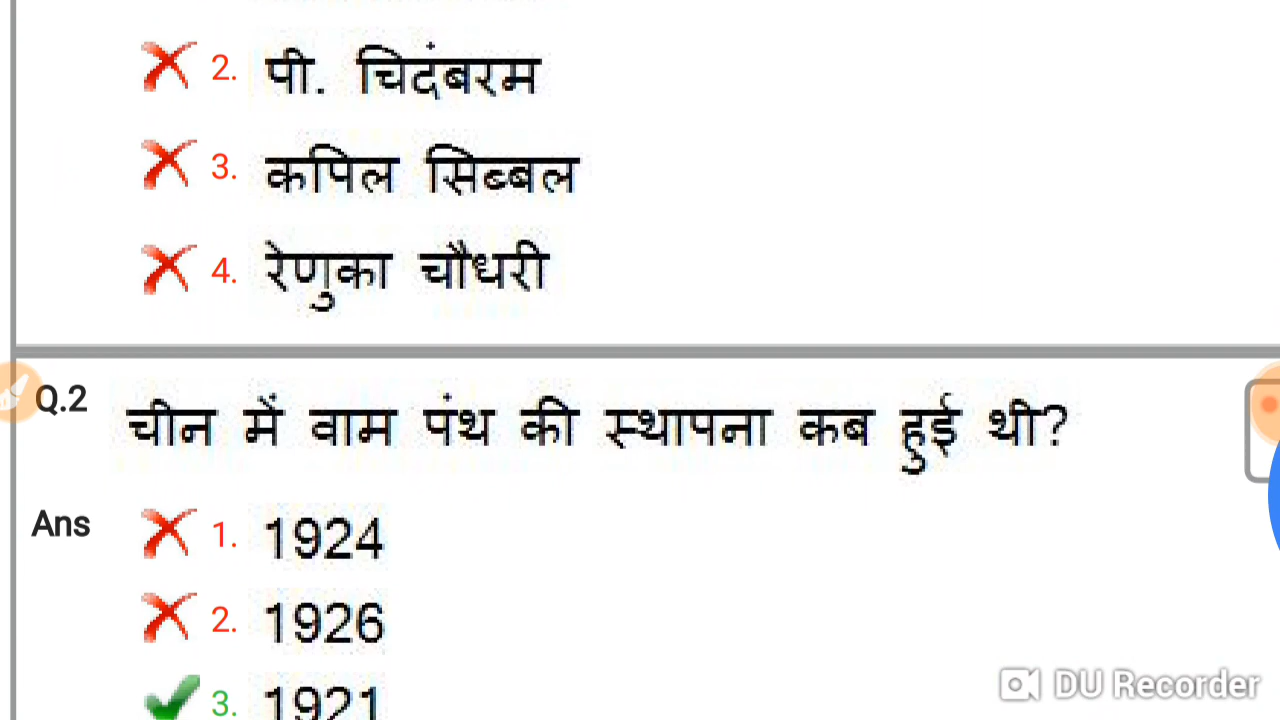 2. पी. चिदंबरम
3. कपिल सिब्बल
4. रेणुका चौधरी
Q.2 चीन में वाम पंथ की स्थापना कब हुई थी?
Ans 1. 1924
2. 1926
3. 1921
DU Recorder